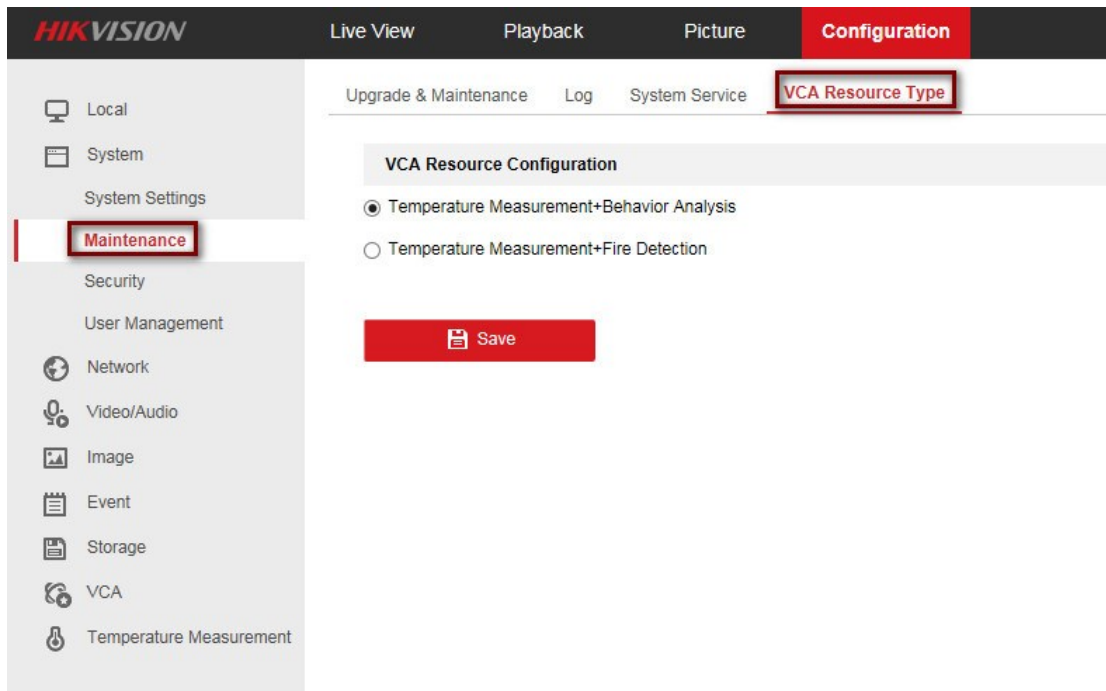 HIKVISION
Live View Playback Picture Configuration
Upgrade & Maintenance Log System Service VCA Resource Type
Local
System
System Settings
Maintenance
Security
User Management
Network
Video/Audio
Image
Event
Storage
VCA
Temperature Measurement
VCA Resource Configuration
Temperature Measurement+Behavior Analysis
Temperature Measurement+Fire Detection
Save